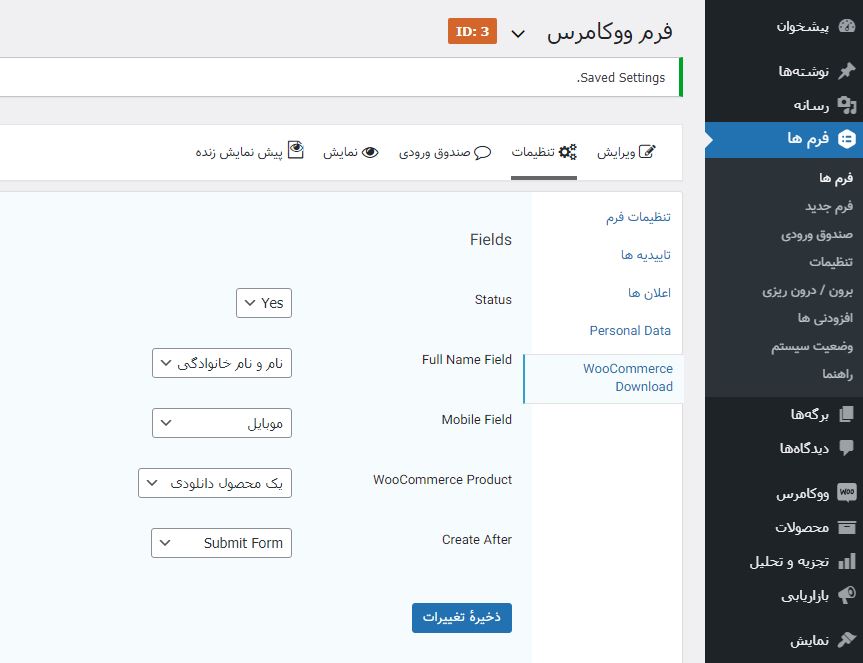 پیشخوان
نوشته‌ها
رسانه
فرم ها
فرم ها
فرم جدید
صندوق ورودی
تنظیمات
برون / درون ریزی
افزودنی ها
وضعیت سیستم
راهنما
برگه‌ها
دیدگاه‌ها
ووکامرس
محصولات
تجزیه و تحلیل
بازاریابی
نمایش
فرم ووکامرس
ID: 3
Saved Settings.
ویرایش
تنظیمات
صندوق ورودی
نمایش
پیش نمایش زنده
تنظیمات فرم
تاییدیه ها
اعلان ها
Personal Data
WooCommerce
Download
Fields
Status
Yes
Full Name Field
نام و نام خانوادگی
Mobile Field
موبایل
WooCommerce Product
یک محصول دانلودی
Create After
Submit Form
ذخیرهٔ تغییرات